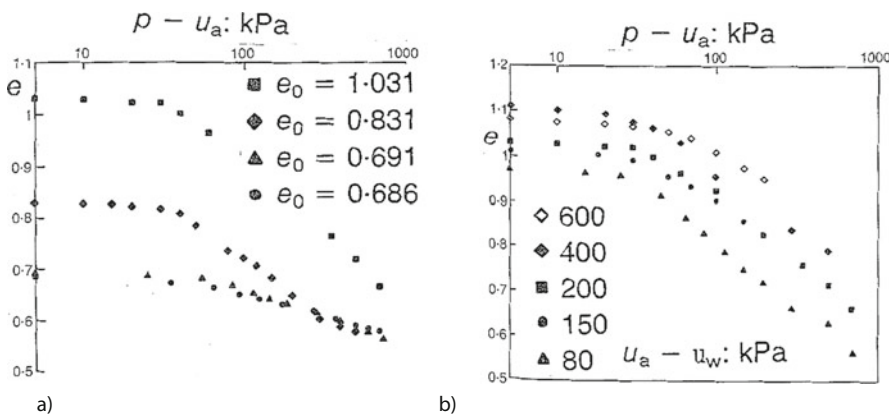 p – uₐ: kPa
10 100 1000
1·1
e
1
0·9
0·8
0·7
0·6
0·5
e₀ = 1·031
e₀ = 0·831
e₀ = 0·691
e₀ = 0·686
a)
p – uₐ: kPa
10 100 1000
1·2
1·1
e
1
0·9
0·8
0·7
0·6
0·5
600
400
200
150
80
uₐ – u_w: kPa
b)